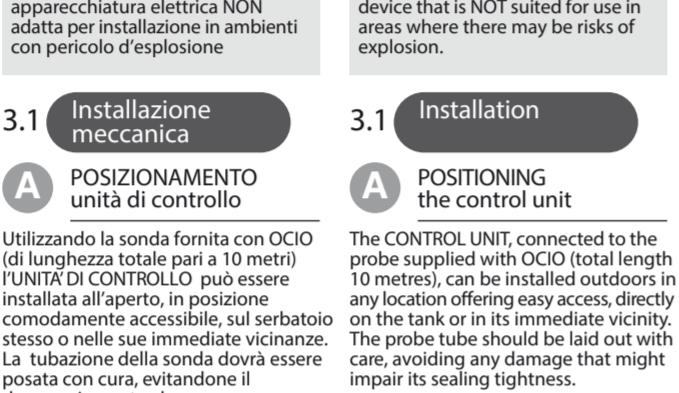 apparecchiatura elettrica NON
adatta per installazione in ambienti
con pericolo d'esplosione
3.1 Installazione
meccanica
A POSIZIONAMENTO
unità di controllo
Utilizzando la sonda fornita con OCIO
(di lunghezza totale pari a 10 metri)
l'UNITA' DI CONTROLLO può essere
installata all'aperto, in posizione
comodamente accessibile, sul serbatoio
stesso o nelle sue immediate vicinanze.
La tubazione della sonda dovrà essere
posata con cura, evitandone il
device that is NOT suited for use in
areas where there may be risks of
explosion.
3.1 Installation
A POSITIONING
the control unit
The CONTROL UNIT, connected to the
probe supplied with OCIO (total length
10 metres), can be installed outdoors in
any location offering easy access, directly
on the tank or in its immediate vicinity.
The probe tube should be laid out with
care, avoiding any damage that might
impair its sealing tightness.